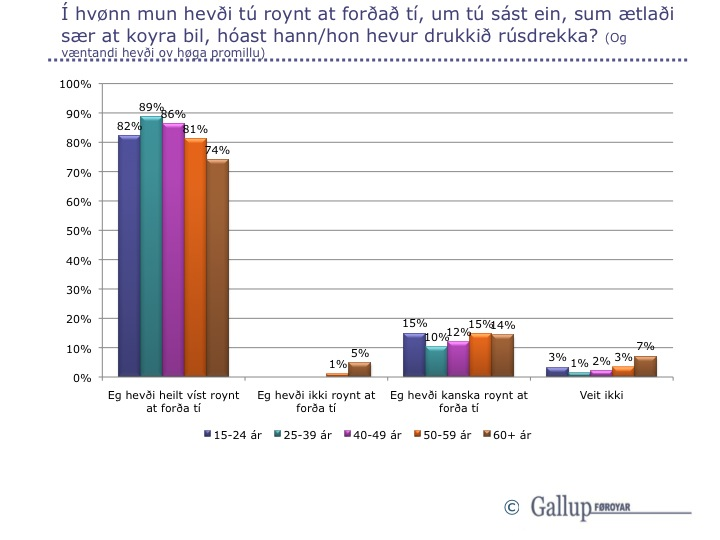 Í hvønn mun hevði tú roynt at forðað tí, um tú sást ein, sum ætlaði
sær at koyra bil, hóast hann/hon hevur drukkið rúsdrekka? (Og
væntandi hevði ov høga promillu)
100%
90%
80%
70%
60%
50%
40%
30%
20%
10%
0%
82%
89%
86%
81%
74%
1%
5%
15%
10%
12%
15%
14%
3%
1%
2%
3%
7%
Eg hevði heilt víst roynt
at forða tí
Eg hevði ikki roynt at
forða tí
Eg hevði kanska roynt at
forða tí
Veit ikki
15-24 ár 25-39 ár 40-49 ár 50-59 ár 60+ ár
© Gallup FØROYAR